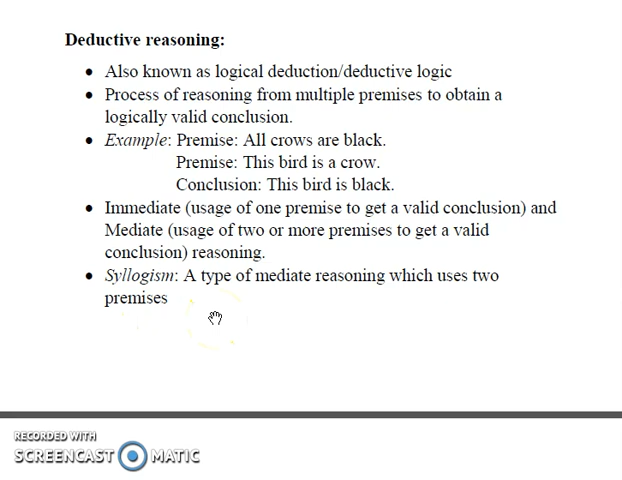 Deductive reasoning:
• Also known as logical deduction/deductive logic
• Process of reasoning from multiple premises to obtain a
logically valid conclusion.
• Example: Premise: All crows are black.
Premise: This bird is a crow.
Conclusion: This bird is black.
• Immediate (usage of one premise to get a valid conclusion) and
Mediate (usage of two or more premises to get a valid
conclusion) reasoning.
• Syllogism: A type of mediate reasoning which uses two
premises
RECORDED WITH
SCREENCAST MATIC